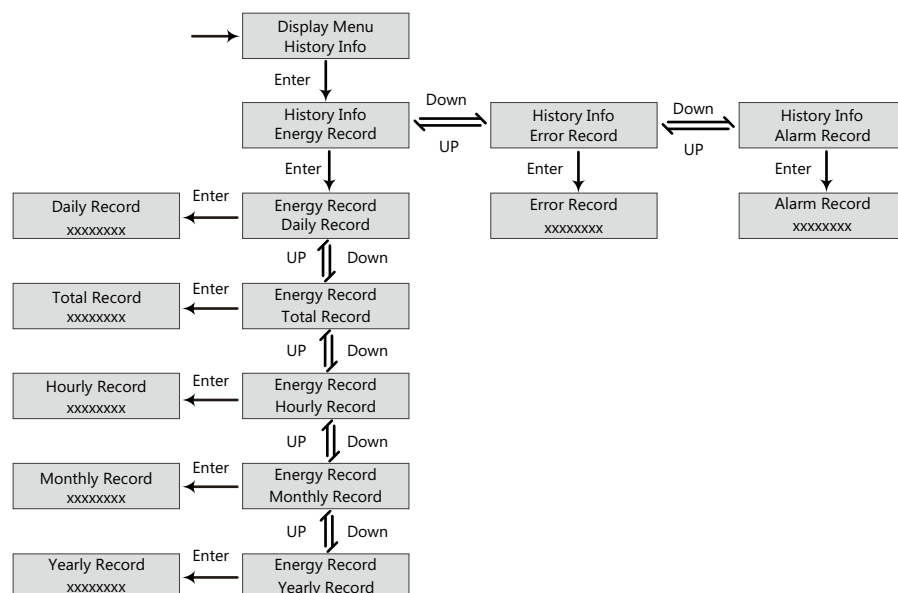 Display Menu
History Info
Enter
History Info
Energy Record
Down
UP
History Info
Error Record
Down
UP
History Info
Alarm Record
Enter
Enter
Enter
Daily Record
xxxxxxxx
Enter
Energy Record
Daily Record
Error Record
xxxxxxxx
Alarm Record
xxxxxxxx
UP
Down
Total Record
xxxxxxxx
Enter
Energy Record
Total Record
UP
Down
Hourly Record
xxxxxxxx
Enter
Energy Record
Hourly Record
UP
Down
Monthly Record
xxxxxxxx
Enter
Energy Record
Monthly Record
UP
Down
Yearly Record
xxxxxxxx
Enter
Energy Record
Yearly Record